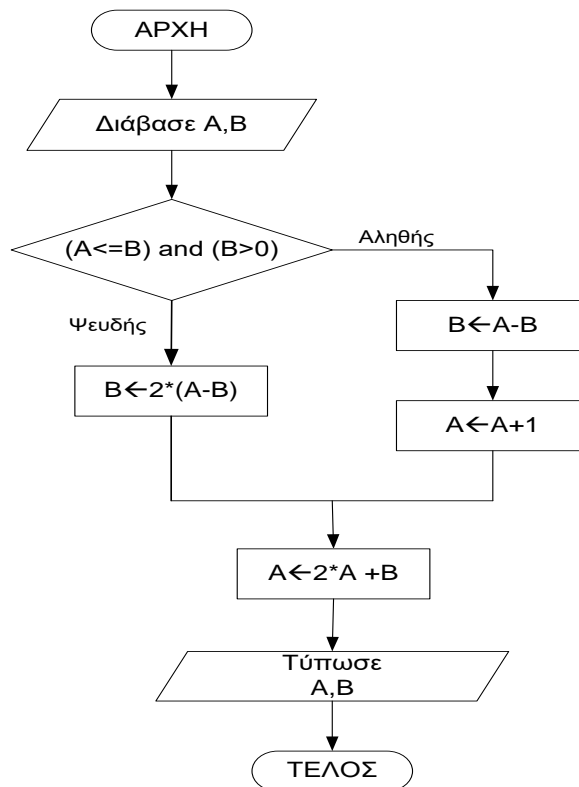 ΑΡΧΗ
Διάβασε Α,Β
(A<=B) and (B>0)
Αληθής
Ψευδής
Β←Α-Β
Β←2*(Α-Β)
Α←Α+1
Α←2*Α +Β
Τύπωσε
Α,Β
ΤΕΛΟΣ